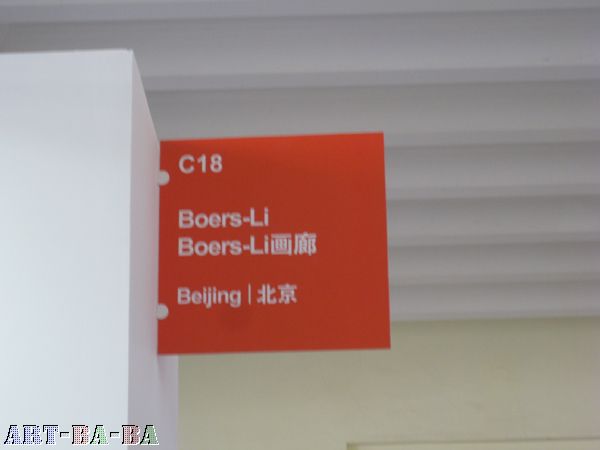 C18
Boers-Li
Boers-Li画廊
Beijing | 北京
ART-BA-BA